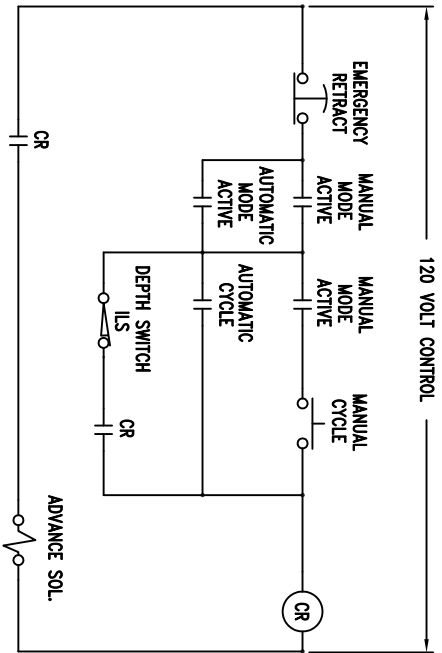 120 VOLT CONTROL
EMERGENCY
RETRACT
MANUAL
MODE
ACTIVE
MANUAL
MODE
ACTIVE
MANUAL
CYCLE
CR
AUTOMATIC
MODE
ACTIVE
AUTOMATIC
CYCLE
DEPTH SWITCH
ILS
CR
CR
ADVANCE SOL.